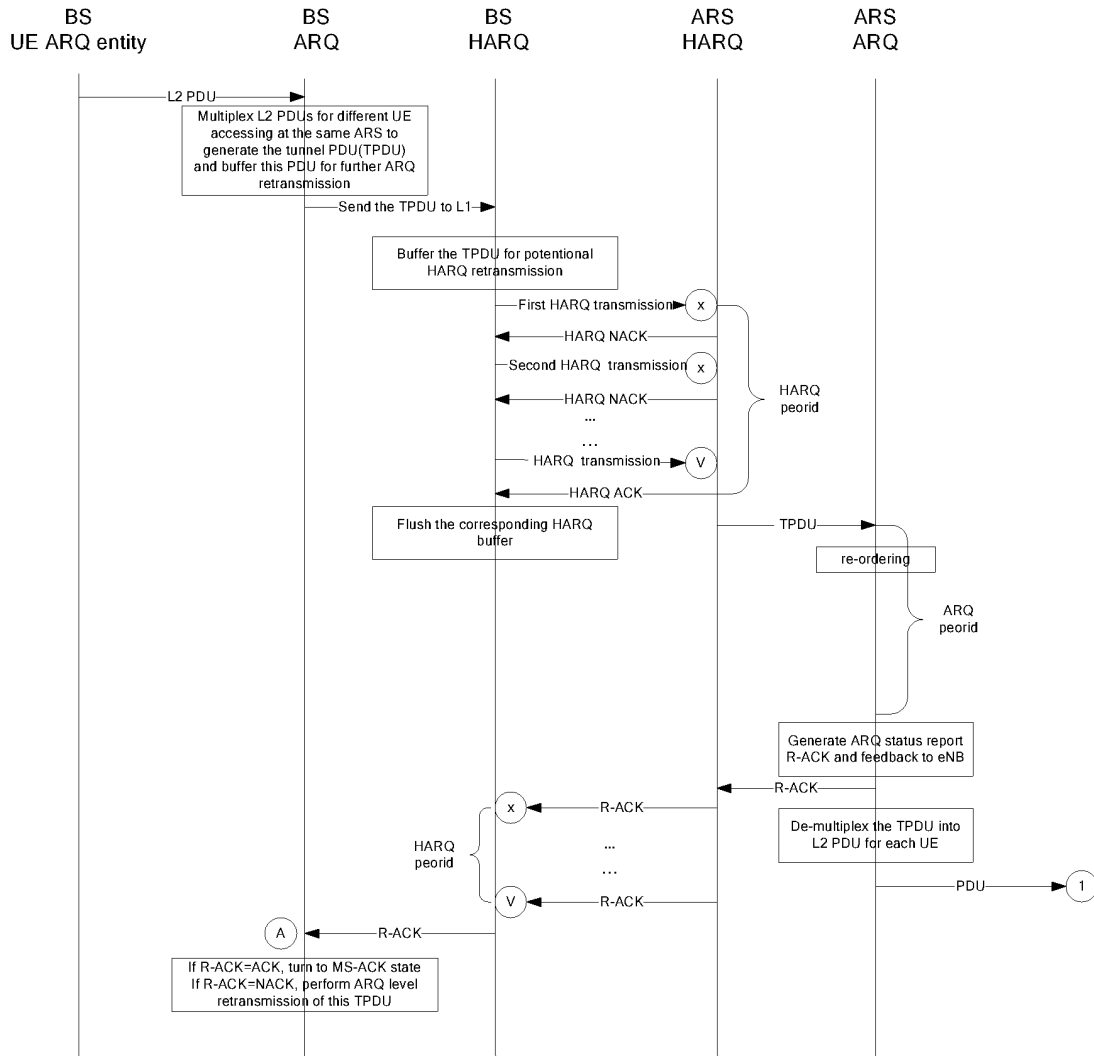 BS
UE ARQ entity
BS
ARQ
BS
HARQ
ARS
HARQ
ARS
ARQ
L2 PDU
Multiplex L2 PDUs for different UE
accessing at the same ARS to
generate the tunnel PDU(TPDU)
and buffer this PDU for further ARQ
retransmission
Send the TPDU to L1
Buffer the TPDU for potentional
HARQ retransmission
First HARQ transmission
x
HARQ NACK
Second HARQ transmission
x
HARQ NACK
...
...
HARQ
peorid
HARQ transmission
V
HARQ ACK
Flush the corresponding HARQ
buffer
TPDU
re-ordering
ARQ
peorid
Generate ARQ status report
R-ACK and feedback to eNB
R-ACK
x
R-ACK
De-multiplex the TPDU into
L2 PDU for each UE
HARQ
peorid
...
...
PDU
1
V
R-ACK
A
R-ACK
If R-ACK=ACK, turn to MS-ACK state
If R-ACK=NACK, perform ARQ level
retransmission of this TPDU